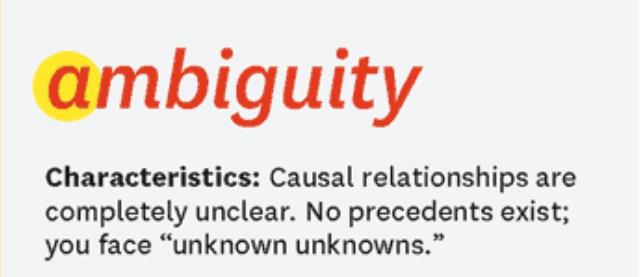 ambiguity
Characteristics: Causal relationships are
completely unclear. No precedents exist;
you face “unknown unknowns.”